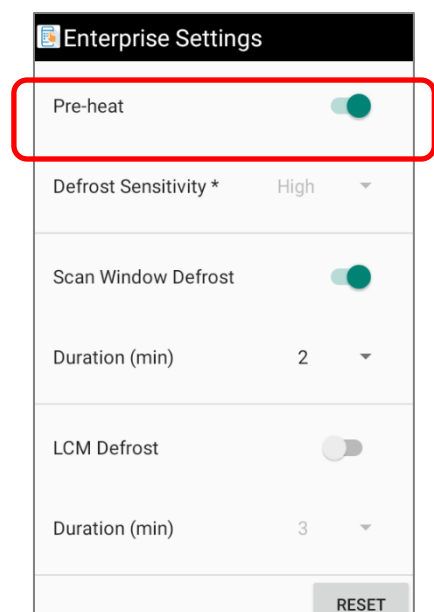 Enterprise Settings
Pre-heat
Defrost Sensitivity * High
Scan Window Defrost
Duration (min) 2
LCM Defrost
Duration (min) 3
RESET